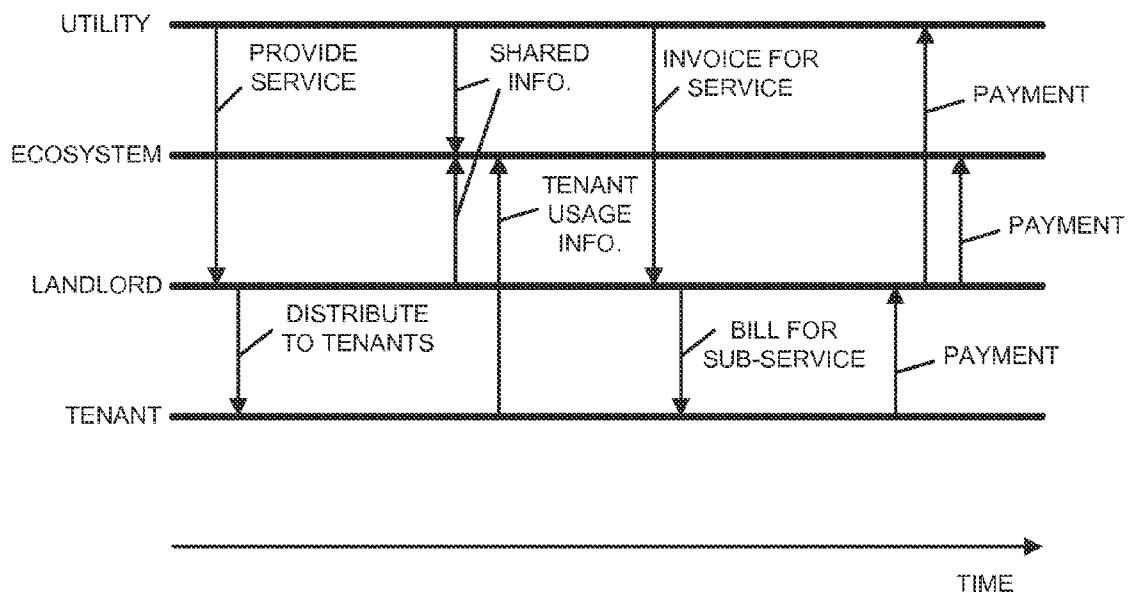 UTILITY
PROVIDE
SERVICE
SHARED
INFO.
INVOICE FOR
SERVICE
PAYMENT
ECOSYSTEM
TENANT
USAGE
INFO.
PAYMENT
LANDLORD
DISTRIBUTE
TO TENANTS
BILL FOR
SUB-SERVICE
PAYMENT
TENANT
TIME